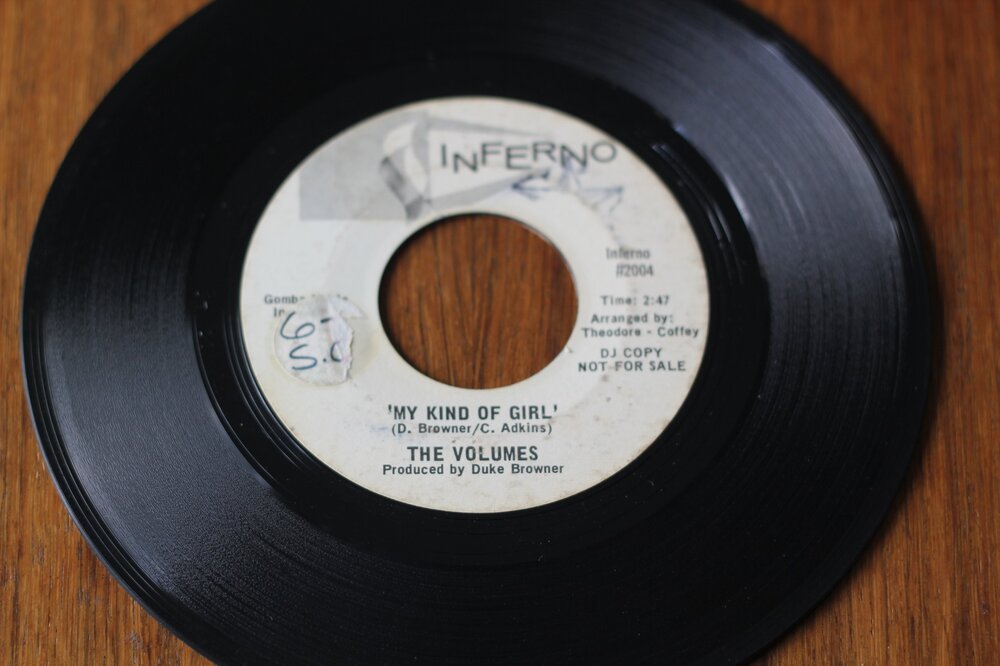 INFERNO
Inferno
#2004
Time: 2:47
Arranged by:
Theodore - Coffey
DJ COPY
NOT FOR SALE
'MY KIND OF GIRL'
(D. Browner/C. Adkins)
THE VOLUMES
Produced by Duke Browner